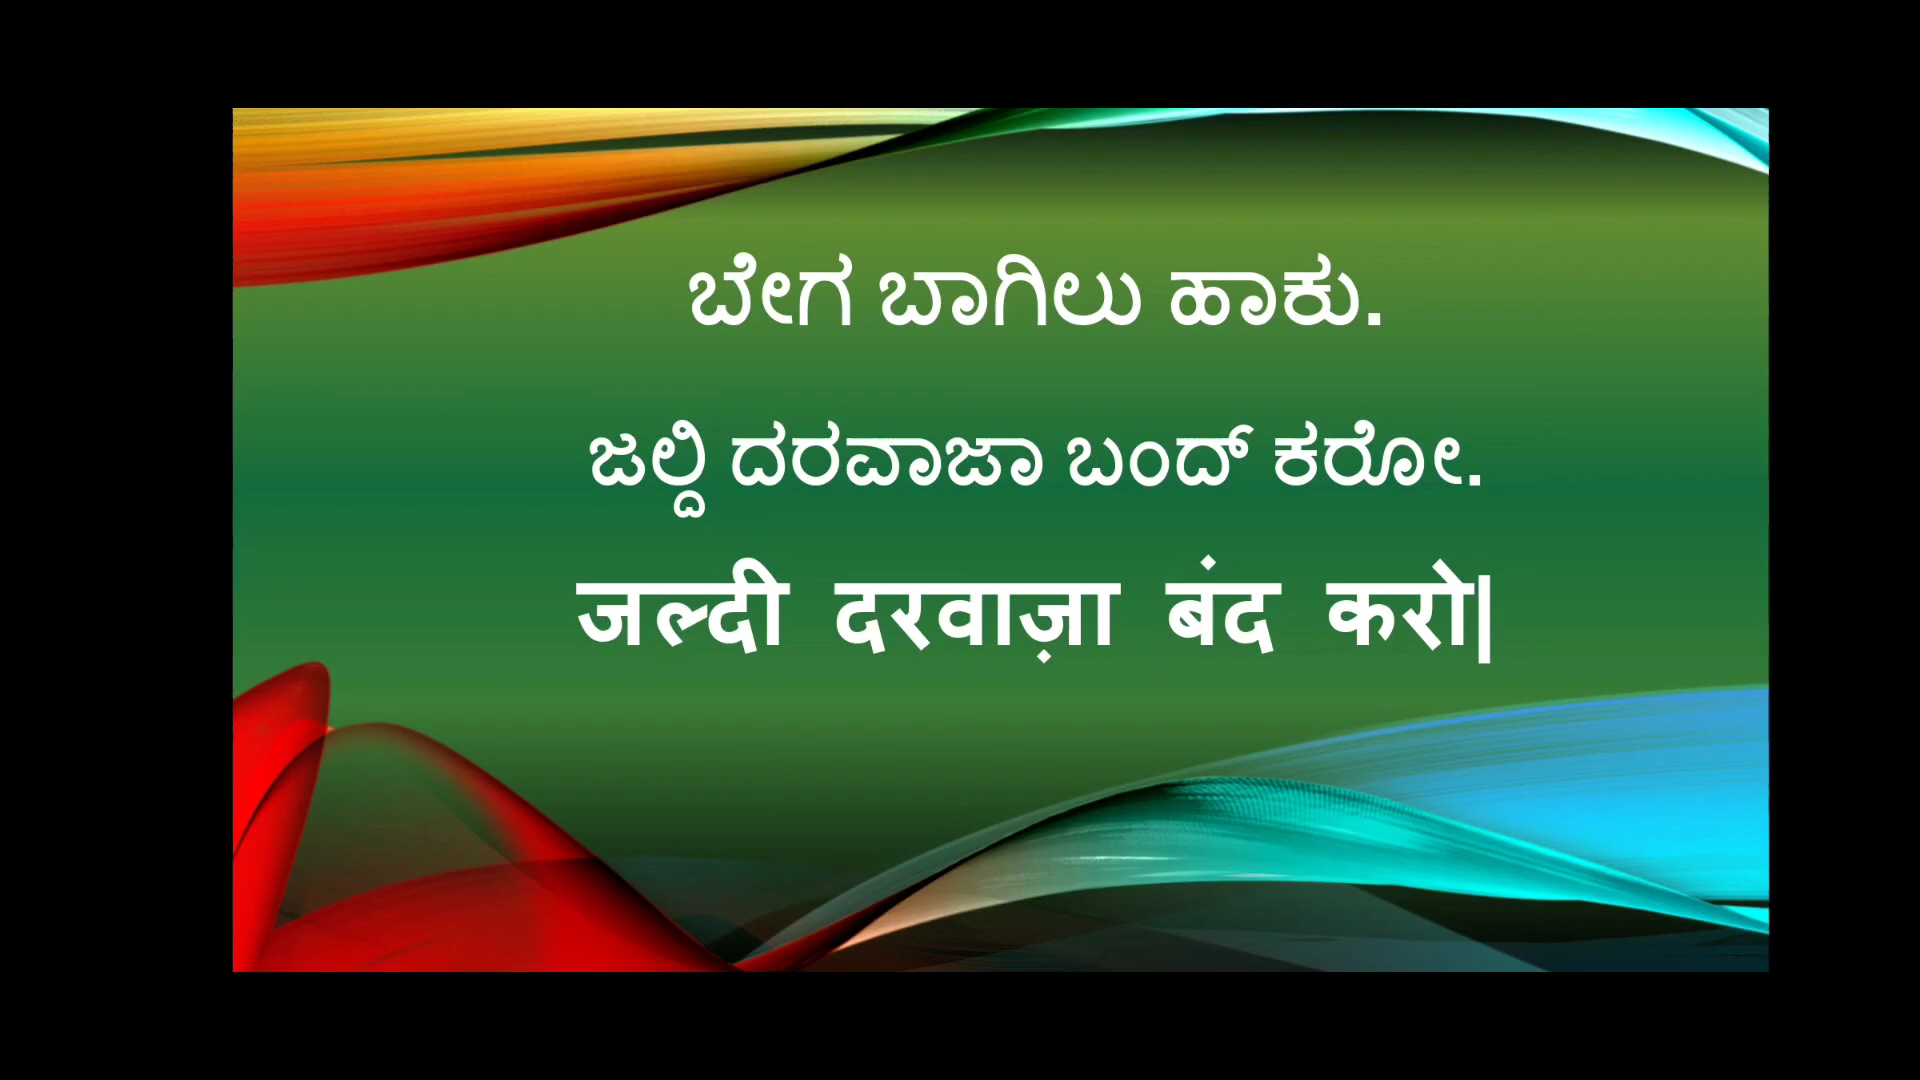 ಬೇಗ ಬಾಗಿಲು ಹಾಕು.
ಜಲ್ದಿ ದರವಾಜಾ ಬಂದ್ ಕರೋ.
जल्दी दरवाज़ा बंद करो|